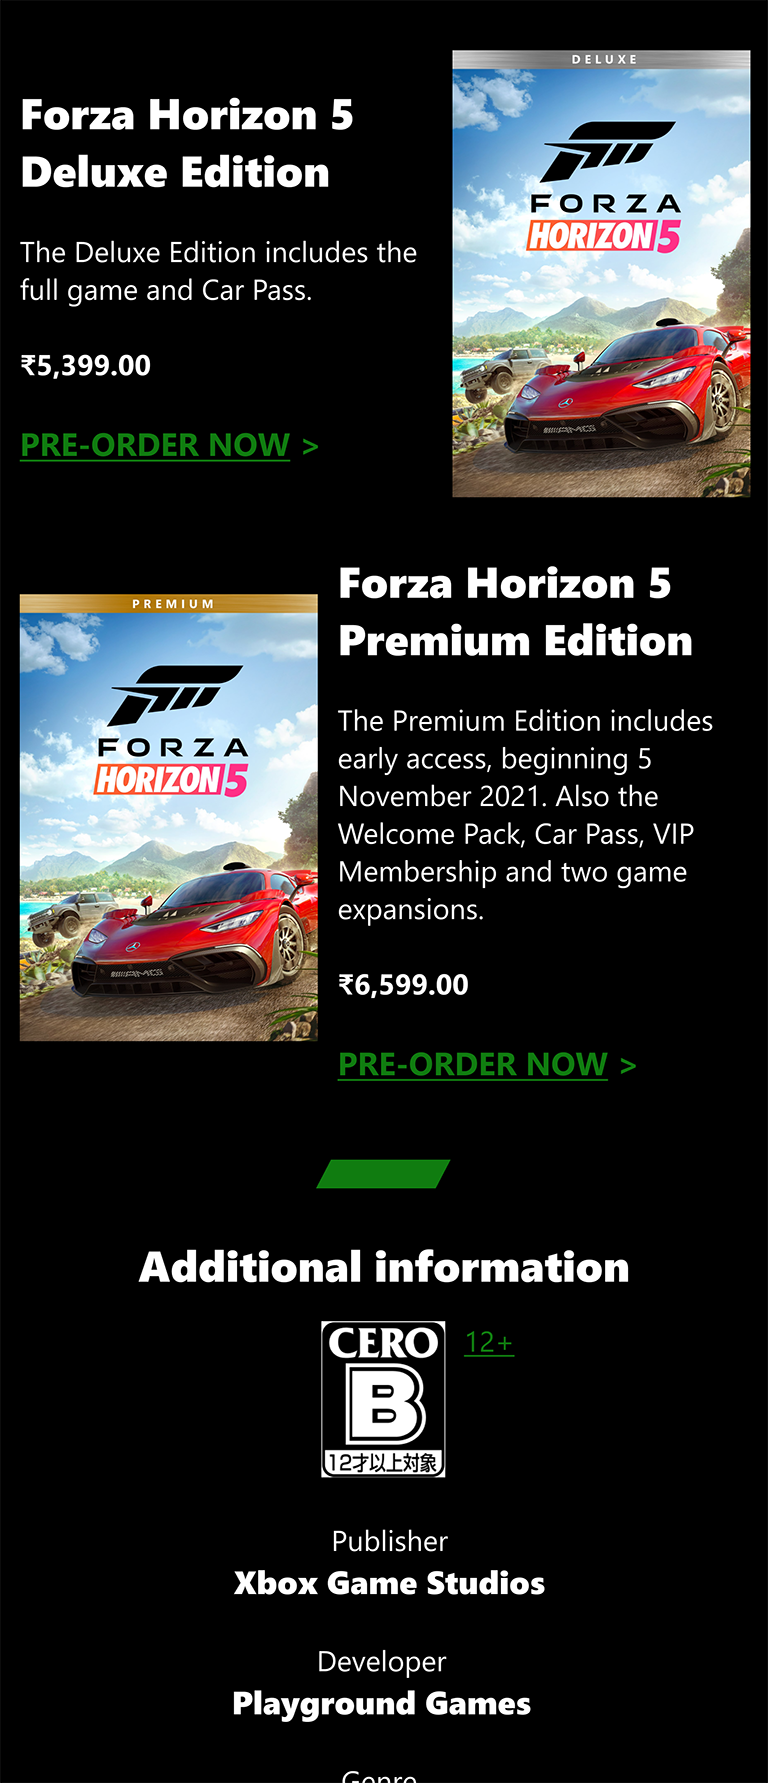 DELUXE
FORZA
HORIZON 5
Forza Horizon 5
Deluxe Edition
The Deluxe Edition includes the
full game and Car Pass.
₹5,399.00
PRE-ORDER NOW >
PREMIUM
FORZA
HORIZON 5
Forza Horizon 5
Premium Edition
The Premium Edition includes
early access, beginning 5
November 2021. Also the
Welcome Pack, Car Pass, VIP
Membership and two game
expansions.
₹6,599.00
PRE-ORDER NOW >
Additional information
CERO
B
12才以上対象
12+
Publisher
Xbox Game Studios
Developer
Playground Games
Genre